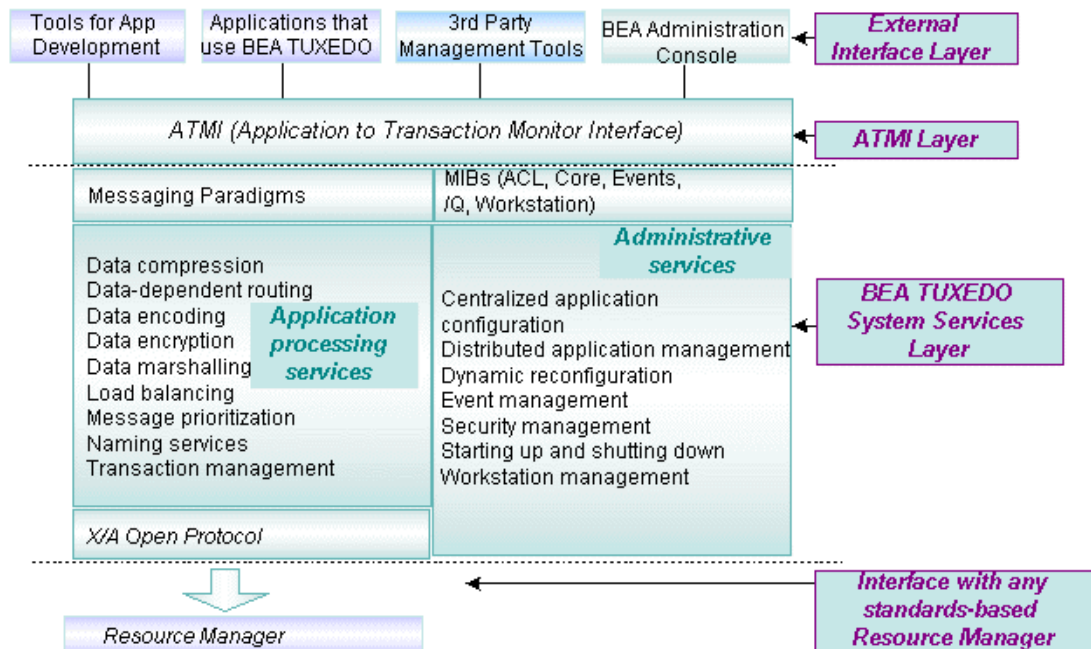 Tools for App
Development
Applications that
use BEA TUXEDO
3rd Party
Management Tools
BEA Administration
Console
External
Interface Layer
ATMI (Application to Transaction Monitor Interface)
ATMI Layer
Messaging Paradigms
MIBs (ACL, Core, Events,
/Q, Workstation)
Data compression
Data-dependent routing
Data encoding
Data encryption
Data marshalling
Load balancing
Message prioritization
Naming services
Transaction management
Application
processing
services
Administrative
services
Centralized application
configuration
Distributed application management
Dynamic reconfiguration
Event management
Security management
Starting up and shutting down
Workstation management
BEA TUXEDO
System Services
Layer
X/A Open Protocol
Interface with any
standards-based
Resource Manager
Resource Manager